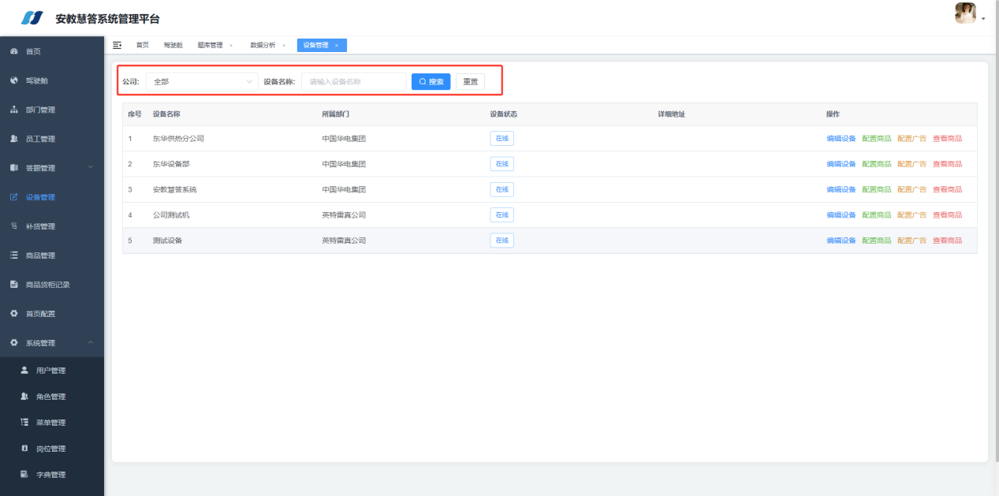 安教慧答系统管理平台
首页 驾驶舱 题库管理 × 数据分析 × 设备管理 ×
首页
驾驶舱
部门管理
员工管理
答题管理
设备管理
补货管理
商品管理
商品货柜记录
首页配置
系统管理
用户管理
角色管理
菜单管理
岗位管理
字典管理
公司: 全部 设备名称: 请输入设备名称 搜索 重置
序号 设备名称 所属部门 设备状态 详细地址 操作
1 东华供热分公司 中国华电集团 在线 编辑设备 配置商品 配置广告 查看商品
2 东华设备部 中国华电集团 在线 编辑设备 配置商品 配置广告 查看商品
3 安教慧答系统 中国华电集团 在线 编辑设备 配置商品 配置广告 查看商品
4 公司测试机 英特雷真公司 在线 编辑设备 配置商品 配置广告 查看商品
5 测试设备 英特雷真公司 在线 编辑设备 配置商品 配置广告 查看商品